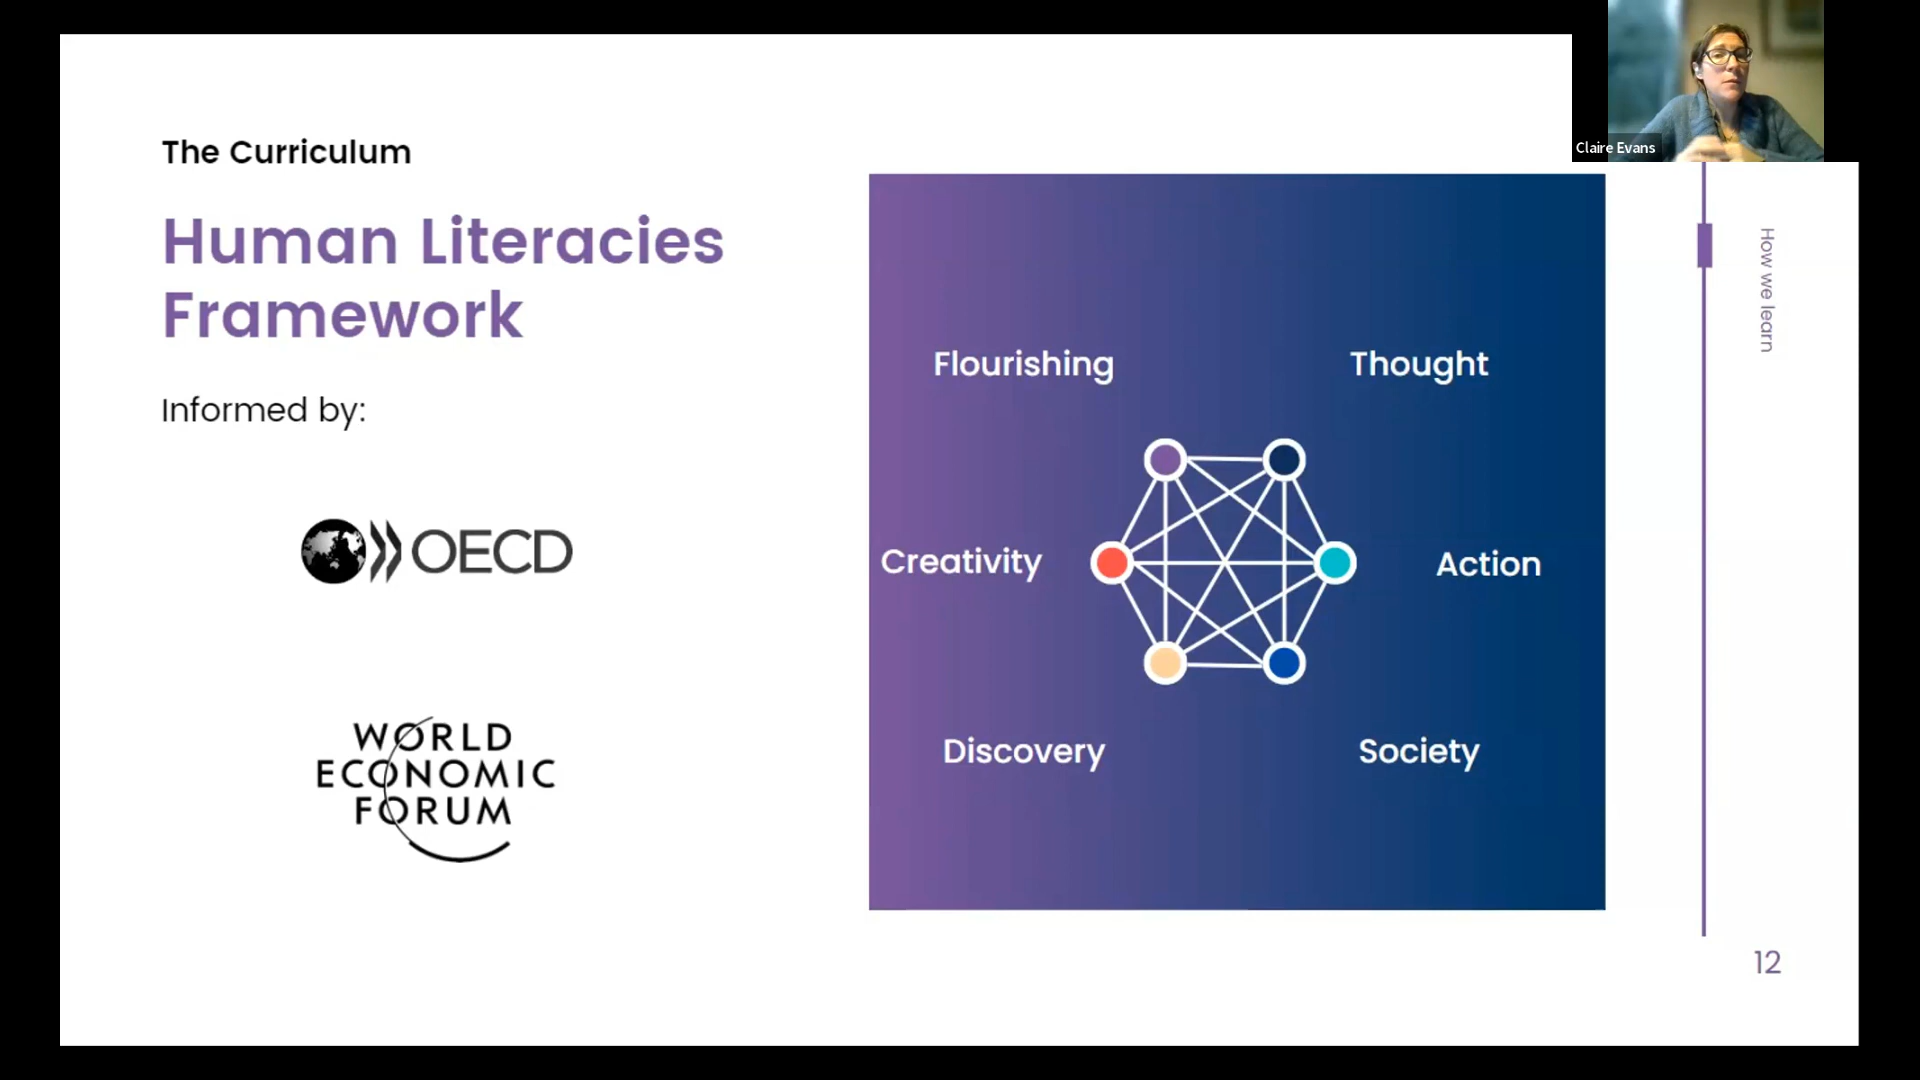 Claire Evans
The Curriculum
Human Literacies
Framework
Informed by:
OECD
WORLD
ECONOMIC
FORUM
Flourishing
Thought
Creativity
Action
Discovery
Society
How we learn
12